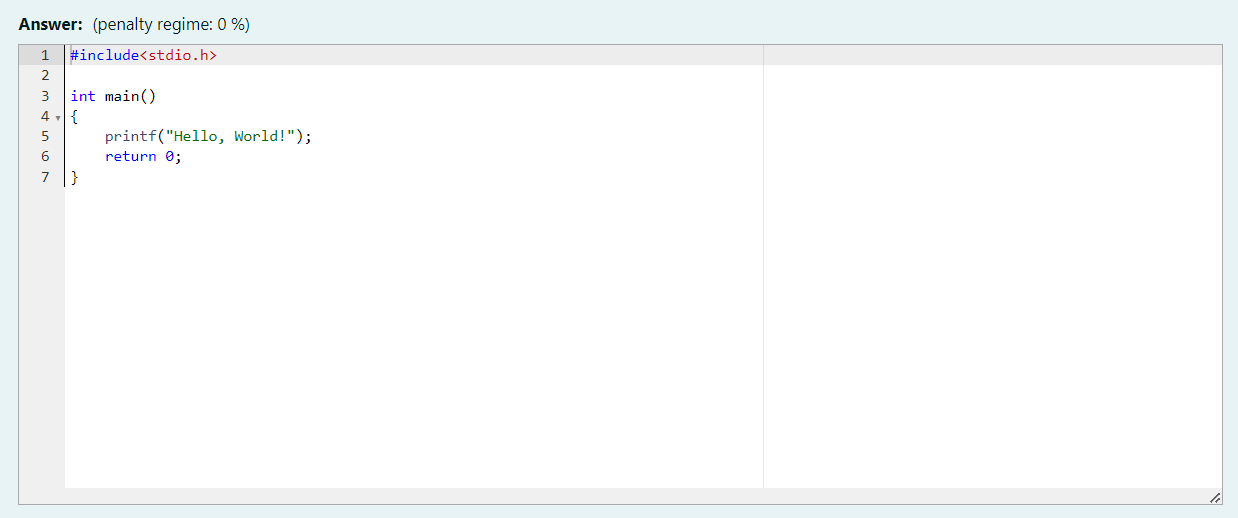 Answer: (penalty regime: 0 %)
1 #include<stdio.h>
2
3 int main()
4 {
5     printf("Hello, World!");
6     return 0;
7 }